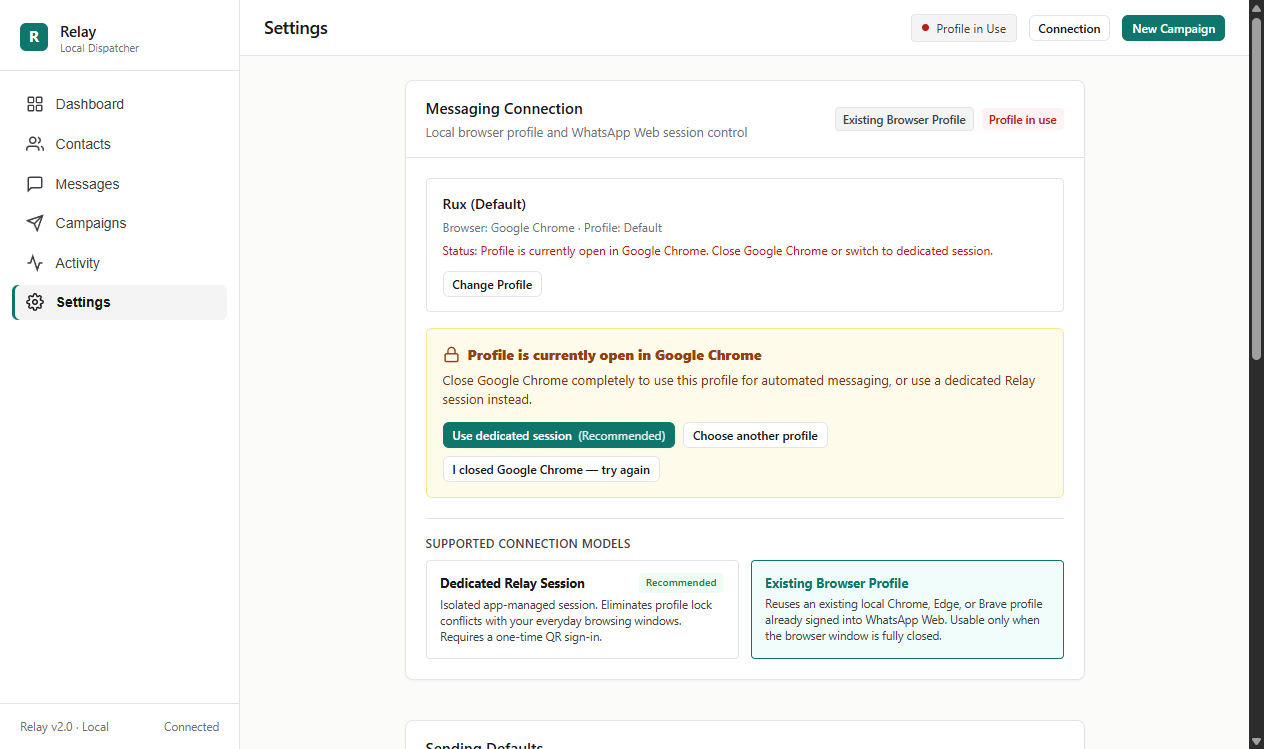 R
Relay
Local Dispatcher
Dashboard
Contacts
Messages
Campaigns
Activity
Settings
Relay v2.0 · Local
Connected
Settings
Profile in Use
Connection
New Campaign
Messaging Connection
Local browser profile and WhatsApp Web session control
Existing Browser Profile
Profile in use
Rux (Default)
Browser: Google Chrome · Profile: Default
Status: Profile is currently open in Google Chrome. Close Google Chrome or switch to dedicated session.
Change Profile
Profile is currently open in Google Chrome
Close Google Chrome completely to use this profile for automated messaging, or use a dedicated Relay
session instead.
Use dedicated session (Recommended)
Choose another profile
I closed Google Chrome — try again
SUPPORTED CONNECTION MODELS
Dedicated Relay Session
Recommended
Isolated app-managed session. Eliminates profile lock
conflicts with your everyday browsing windows.
Requires a one-time QR sign-in.
Existing Browser Profile
Reuses an existing local Chrome, Edge, or Brave profile
already signed into WhatsApp Web. Usable only when
the browser window is fully closed.
Sending Defaults